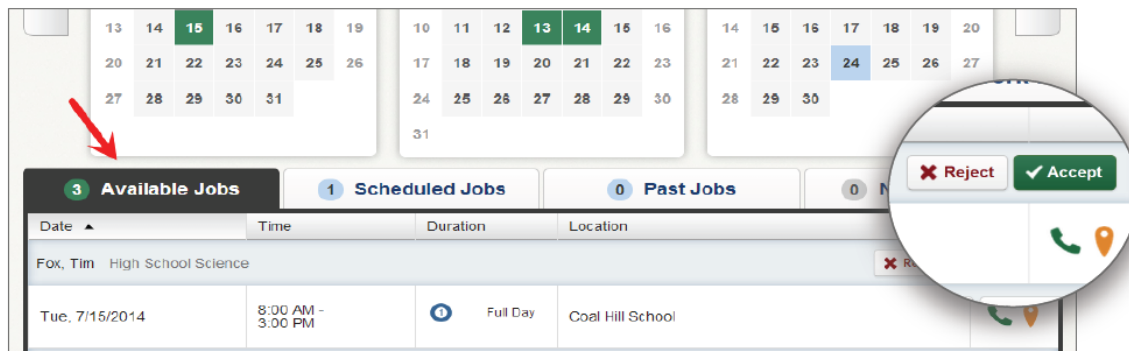 13 14 15 16 17 18 19
20 21 22 23 24 25 26
27 28 29 30 31
10 11 12 13 14 15 16
17 18 19 20 21 22 23
24 25 26 27 28 29 30
31
14 15 16 17 18 19 20
21 22 23 24 25 26 27
28 29 30
3 Available Jobs
1 Scheduled Jobs
0 Past Jobs
0
Date Time Duration Location
Fox, Tim High School Science
Reject Accept
Tue, 7/15/2014 8:00 AM - 3:00 PM 1 Full Day Coal Hill School